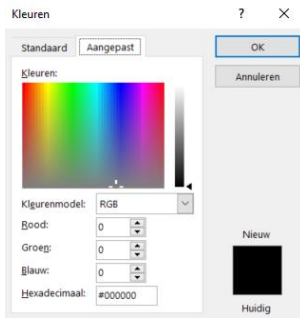 Kleuren ? ×
Standaard Aangepast
OK
Annuleren
Kleuren:
Kleurenmodel: RGB
Rood: 0
Groen: 0
Blauw: 0
Hexadecimaal: #000000
Nieuw
Huidig